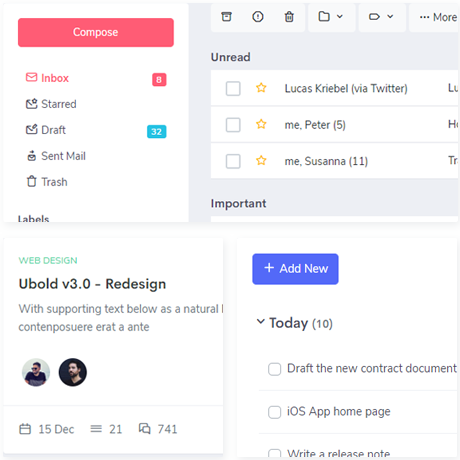 Compose
Inbox 8
Starred
Draft 32
Sent Mail
Trash
Labels
More
Unread
Lucas Kriebel (via Twitter)
me, Peter (5)
me, Susanna (11)
Important
WEB DESIGN
Ubold v3.0 - Redesign
With supporting text below as a natural
contenposuere erat a ante
15 Dec 21 741
+ Add New
Today (10)
Draft the new contract document
iOS App home page
Write a release note